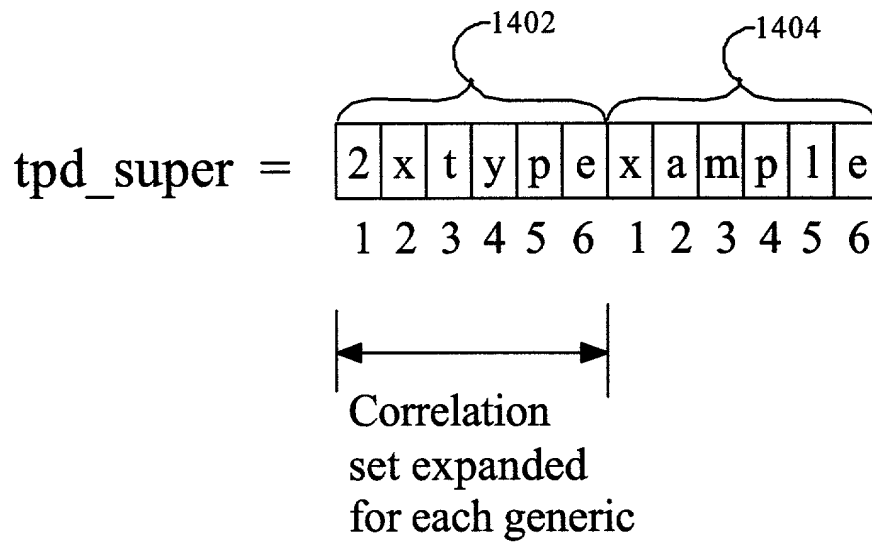 1402 1404
tpd_super = 2 x t y p e x a m p l e
1 2 3 4 5 6 1 2 3 4 5 6
Correlation
set expanded
for each generic